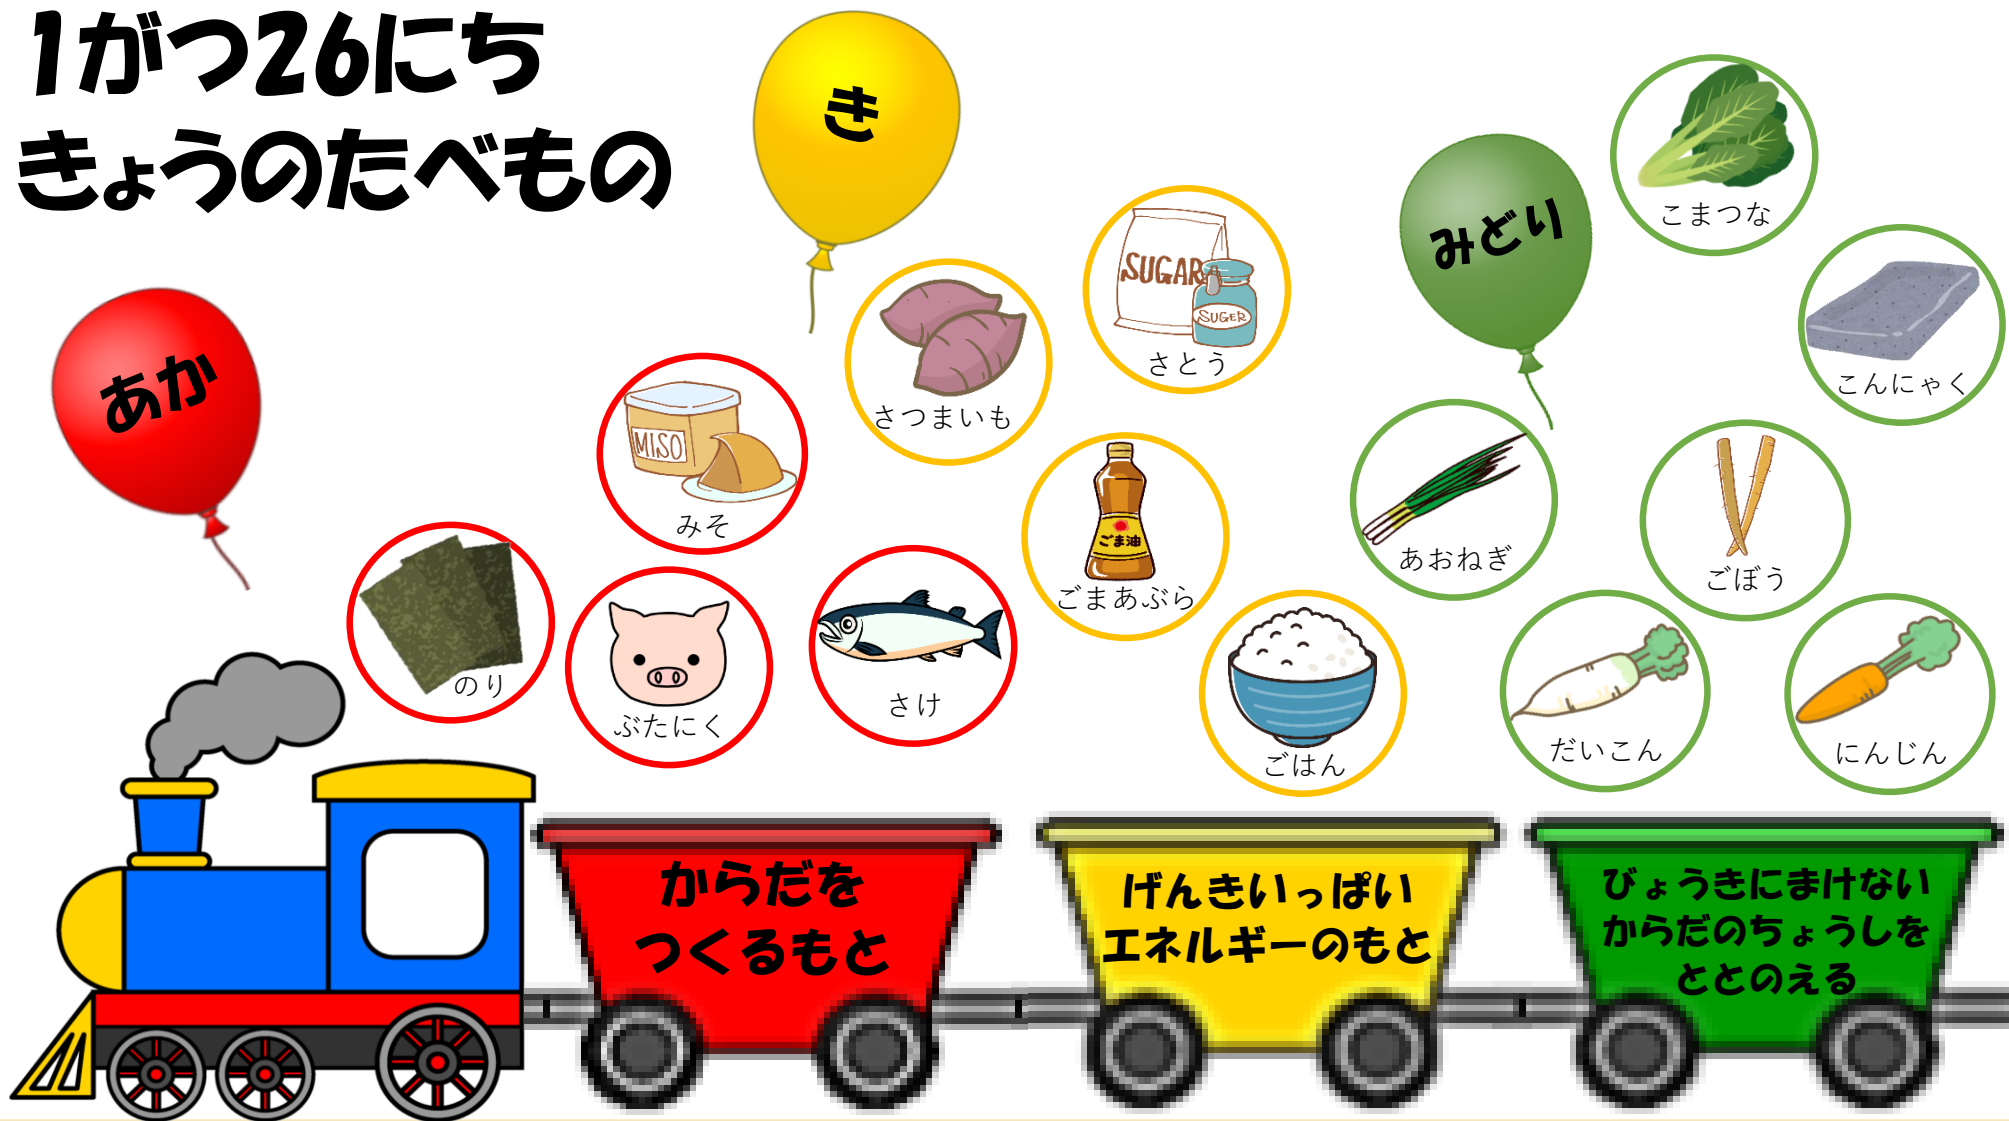 1がつ26にち
きょうのたべもの
あか
き
みどり
のり
みそ
MISO
ぶたにく
さけ
さつまいも
さとう
SUGAR
SUGER
ごまあぶら
ごま油
ごはん
こまつな
こんにゃく
あおねぎ
ごぼう
だいこん
にんじん
からだを
つくるもと
げんきいっぱい
エネルギーのもと
びょうきにまけない
からだのちょうしを
ととのえる